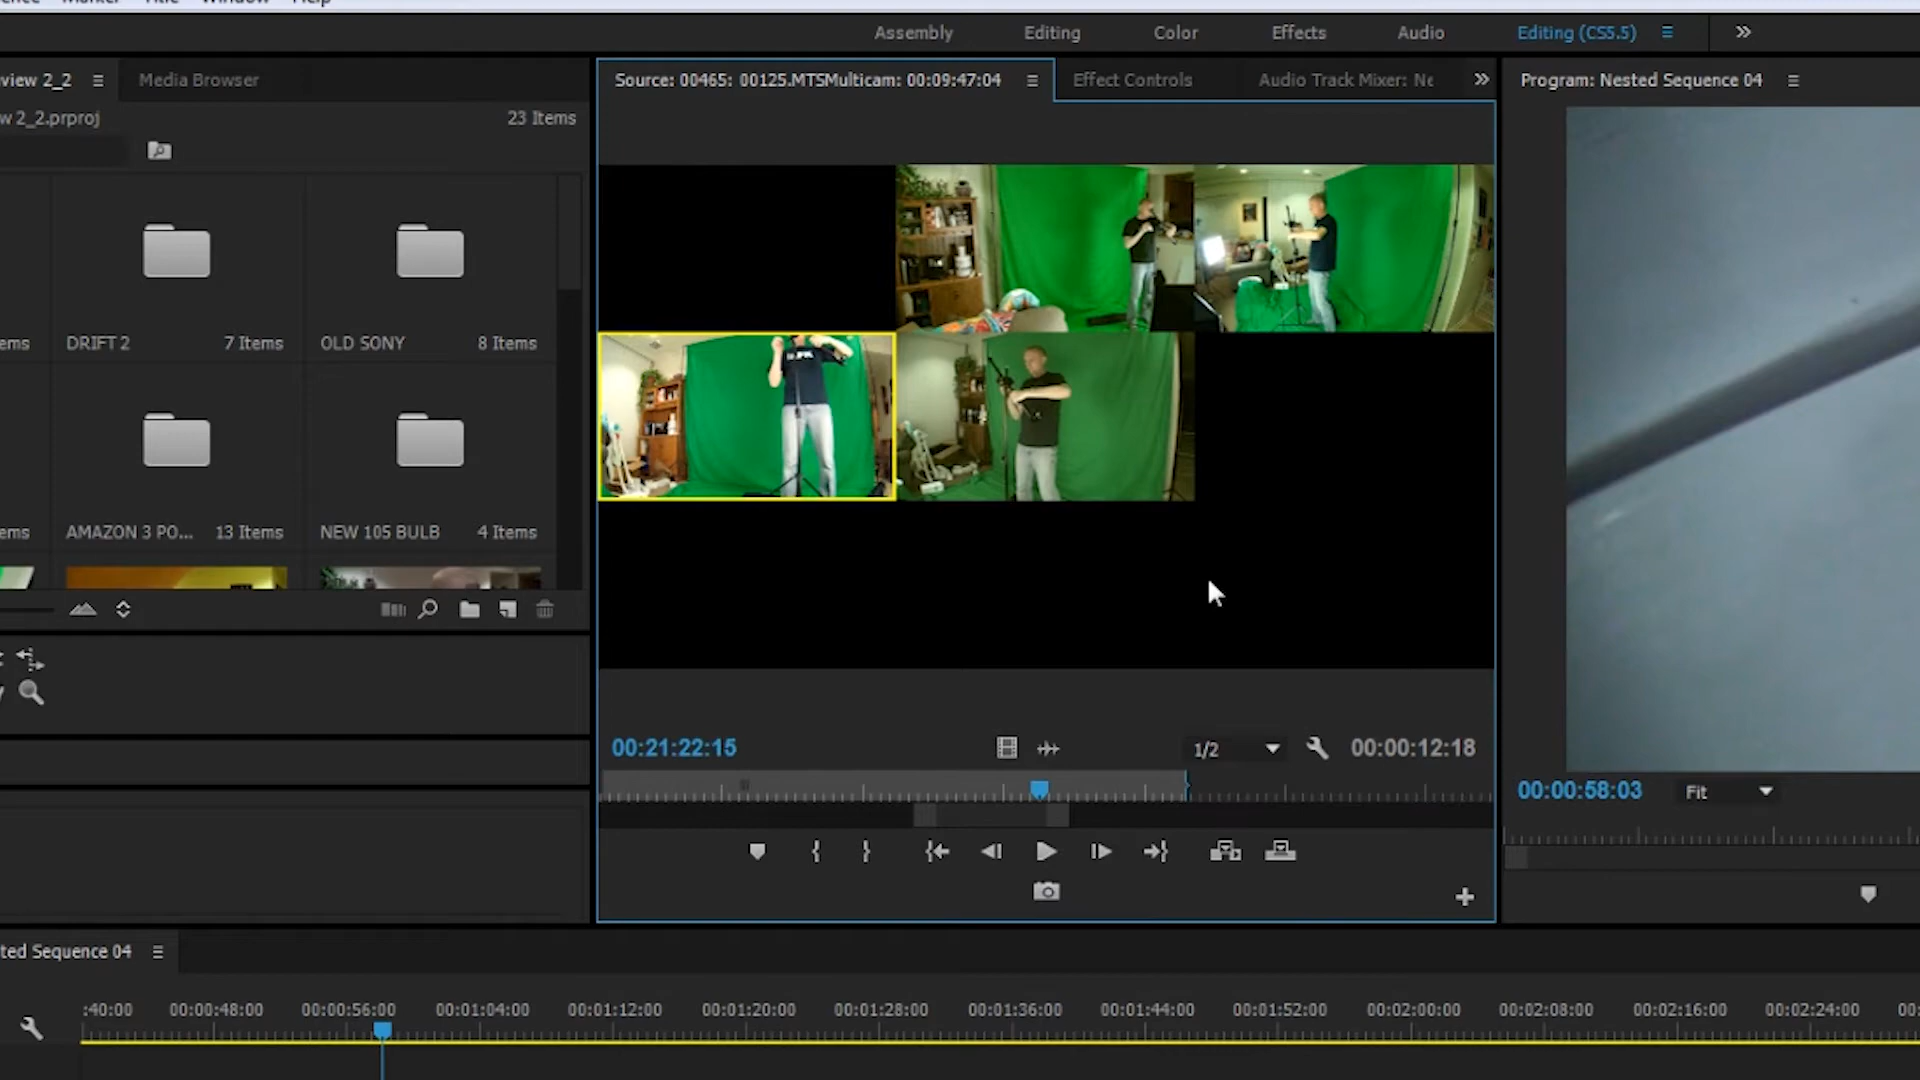 Marker Title Window Help
Assembly Editing Color Effects Audio Editing (CS5.5)
view 2_2 Media Browser
w 2_2.prproj 23 Items
ems DRIFT 2 7 Items OLD SONY 8 Items
ems AMAZON 3 PO... 13 Items NEW 105 BULB 4 Items
Source: 00465: 00125.MTSMulticam: 00:09:47:04 Effect Controls Audio Track Mixer: Ne
00:21:22:15 1/2 00:00:12:18
Program: Nested Sequence 04
00:00:58:03 Fit
ted Sequence 04
:40:00 00:00:48:00 00:00:56:00 00:01:04:00 00:01:12:00 00:01:20:00 00:01:28:00 00:01:36:00 00:01:44:00 00:01:52:00 00:02:00:00 00:02:08:00 00:02:16:00 00:02:24:00 00: